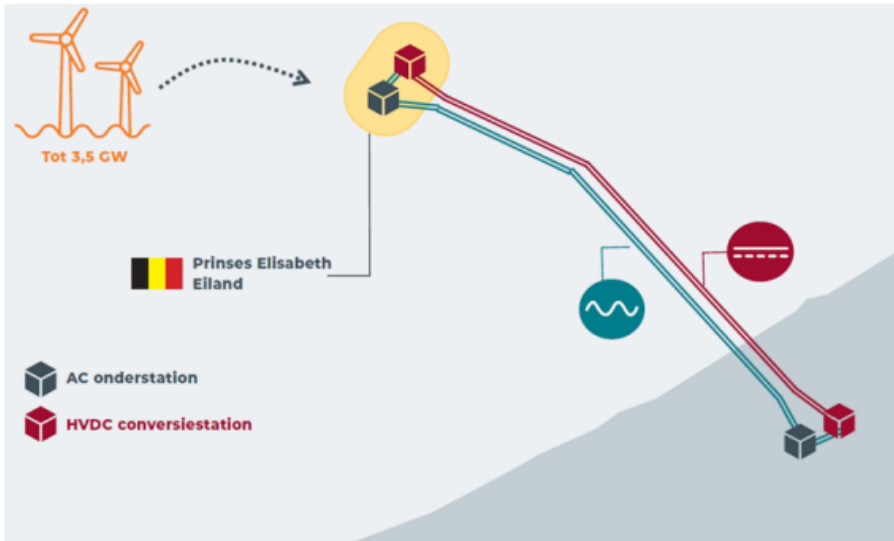 Tot 3,5 GW
Prinses Elisabeth
Eiland
AC onderstation
HVDC conversiestation